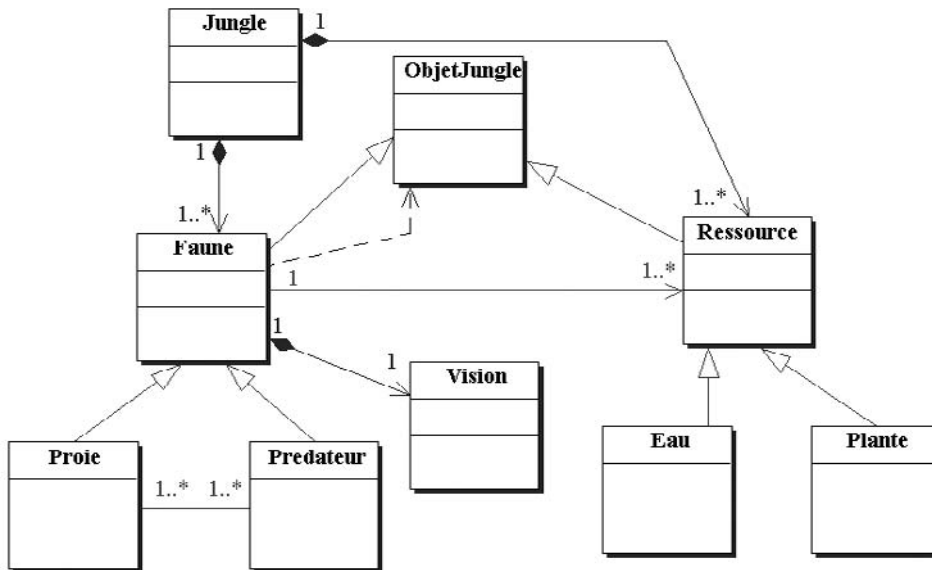 Jungle
1
ObjetJungle
1
1..*
1..*
Faune
Ressource
1
1..*
1
1
Vision
Proie
Predateur
Eau
Plante
1..*
1..*